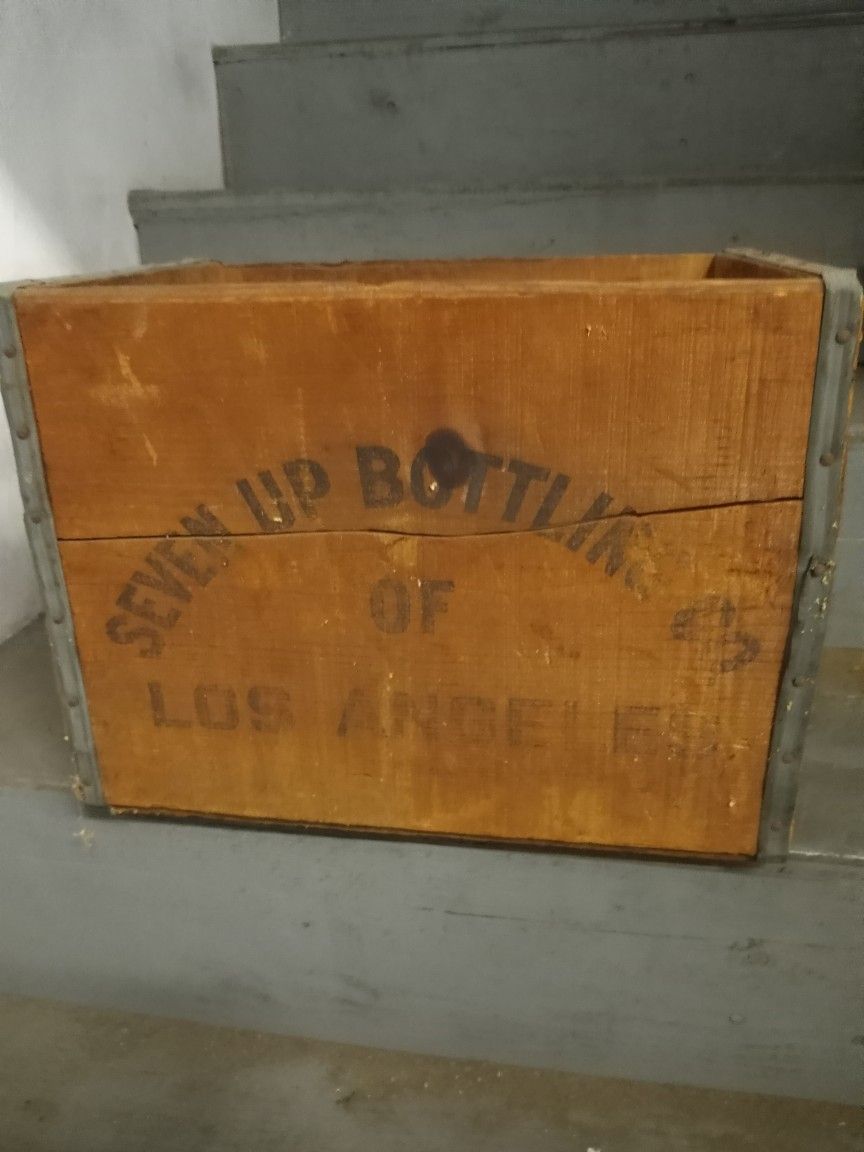 SEVEN UP BOTTLING CO
OF
LOS ANGELES